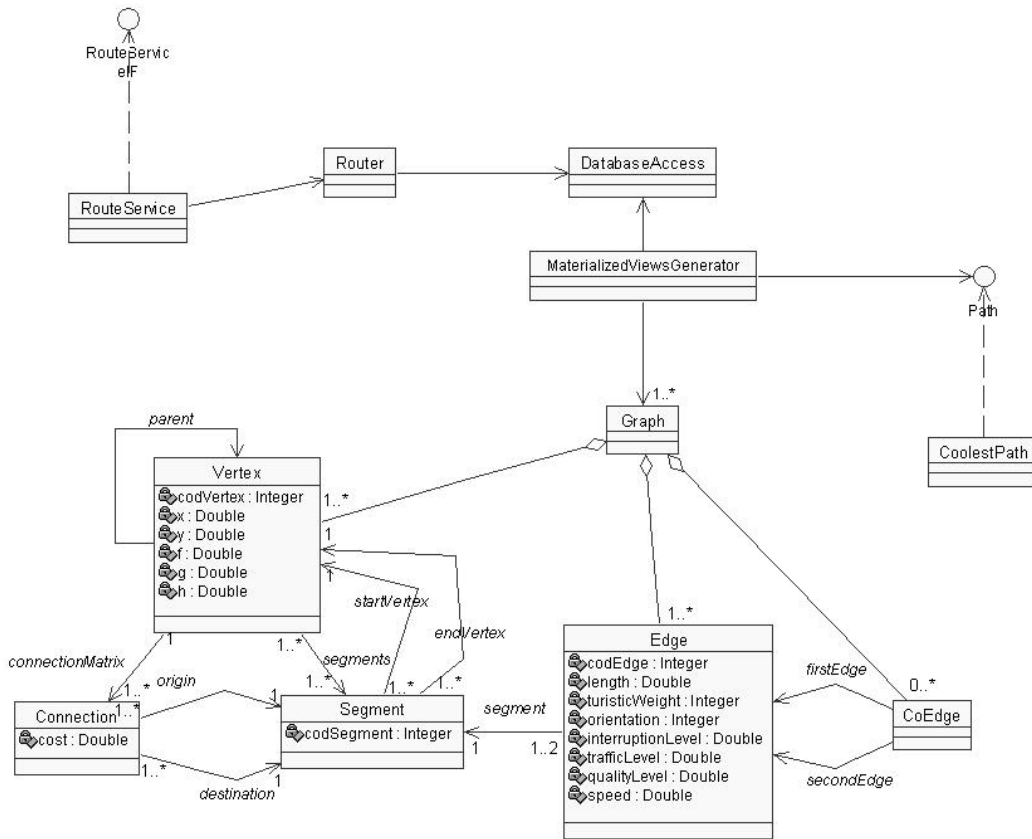 RouteServic
eIF
Router
DatabaseAccess
RouteService
MaterializedViewsGenerator
Path
1..*
Graph
CoolestPath
parent
Vertex
codVertex : Integer
x : Double
y : Double
f : Double
g : Double
h : Double
1..*
1
1
startVertex
endVertex
1
1..*
connectionMatrix
segments
1..*
origin
1..*
1..*
1..*
1..*
1
Connection
cost : Double
Segment
codSegment : Integer
segment
1
1..2
1..*
destination
1
1..*
Edge
codEdge : Integer
length : Double
turisticWeight : Integer
orientation : Integer
interruptionLevel : Double
trafficLevel : Double
qualityLevel : Double
speed : Double
firstEdge
0..*
CoEdge
secondEdge